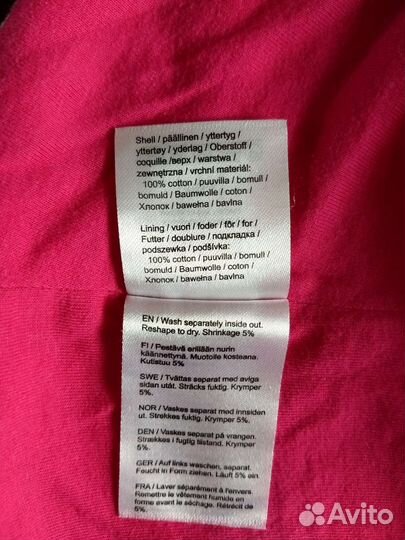 Shell / päällinen / yttertyg /
yttertøy / yderlag / Oberstoff /
coquille /верх / warstwa /
zewnętrzna / vrchní materiál:
100% cotton / puuvilla / bomull /
bomuld / Baumwolle / coton /
Хлопок / bawełna / bavlna
Lining / vuori / foder / fôr / for /
Futter / doublure / подкладка /
podszewka / podšívka:
100% cotton / puuvilla / bomull /
bomuld / Baumwolle / coton /
Хлопок / bawełna / bavlna
EN / Wash separately inside out.
Reshape to dry. Shrinkage 5%
FI / Pestävä erillään nurin
käännettynä. Muotoile kosteana.
Kutistuu 5%
SWE / Tvättas separat med aviga
sidan utåt. Sträcks fuktig. Krymper
5%.
NOR / Vaskes separat med innsiden
ut. Strekkes fuktig. Krymper 5%.
DEN / Vaskes separat på vrangen.
Strækkes i fugtig tilstand. Krymper
5%.
GER / Auf links waschen, separat.
Feucht in Form ziehen. Läuft 5% ein.
FRA / Laver séparément à l'envers.
Remettre le vêtement humide en
forme avant le séchage. Rétrécit de
5%.
Avito